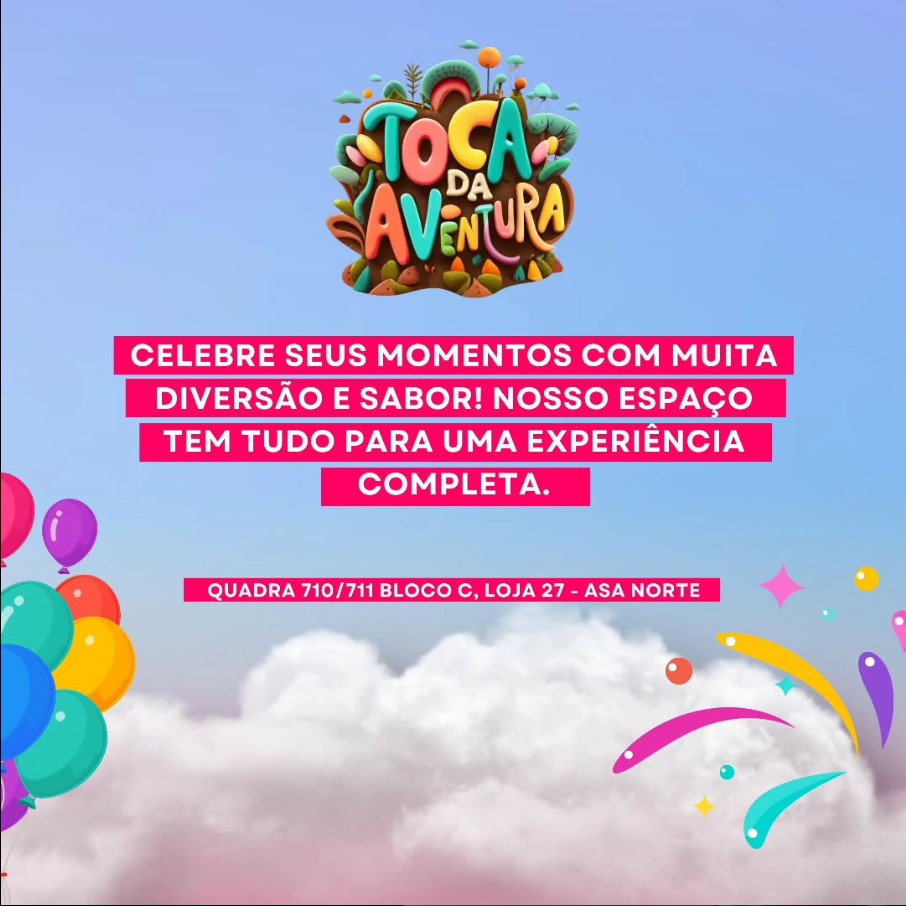 TOCA
DA
AVENTURA
CELEBRE SEUS MOMENTOS COM MUITA
DIVERSÃO E SABOR! NOSSO ESPAÇO
TEM TUDO PARA UMA EXPERIÊNCIA
COMPLETA.
QUADRA 710/711 BLOCO C, LOJA 27 - ASA NORTE